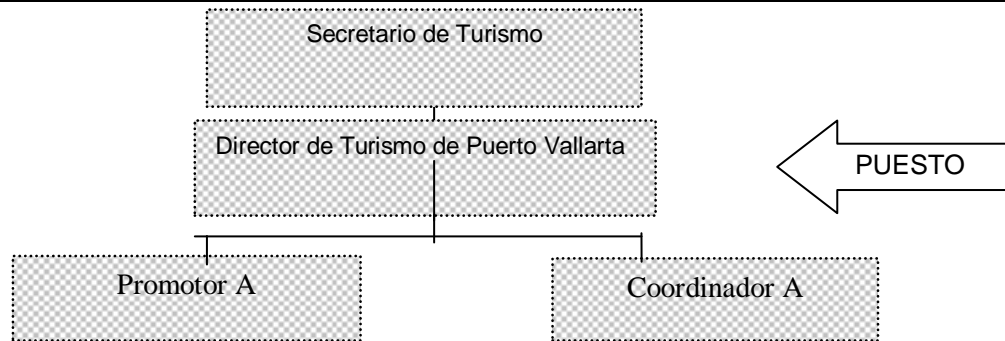 Secretario de Turismo
Director de Turismo de Puerto Vallarta
PUESTO
Promotor A
Coordinador A